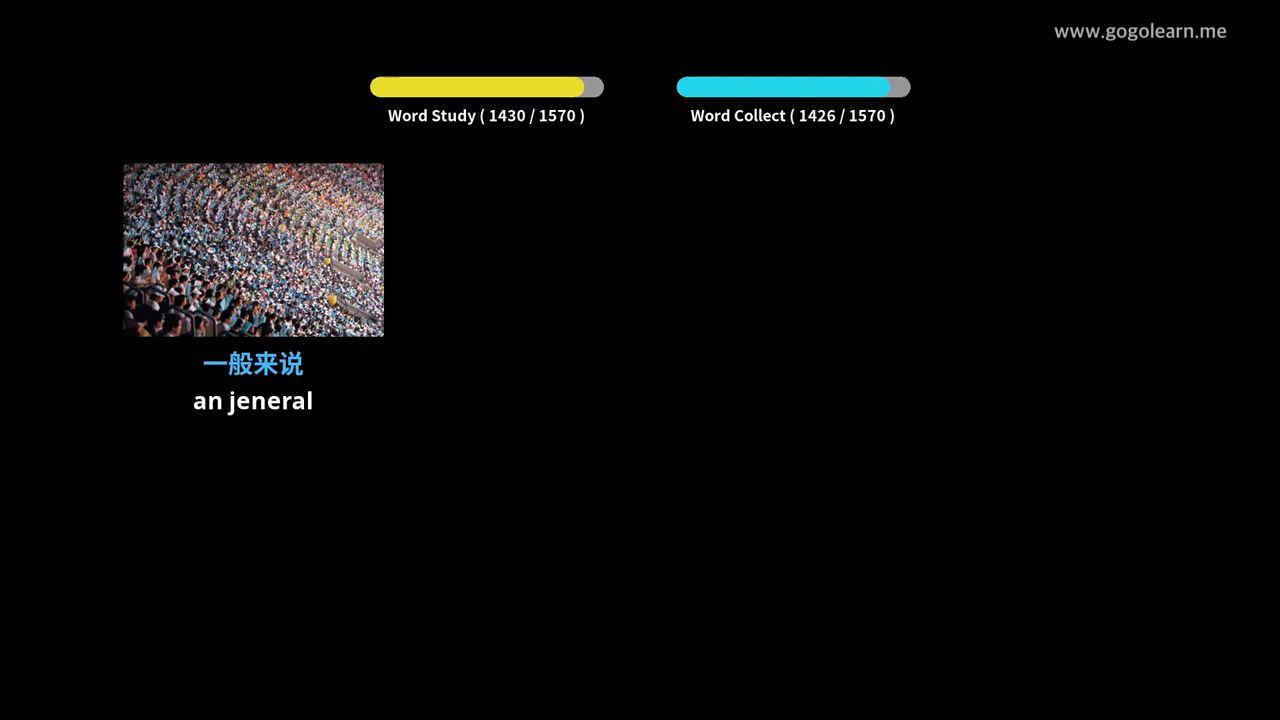 www.gogolearn.me
Word Study ( 1430 / 1570 )
Word Collect ( 1426 / 1570 )
一般来说
an jeneral